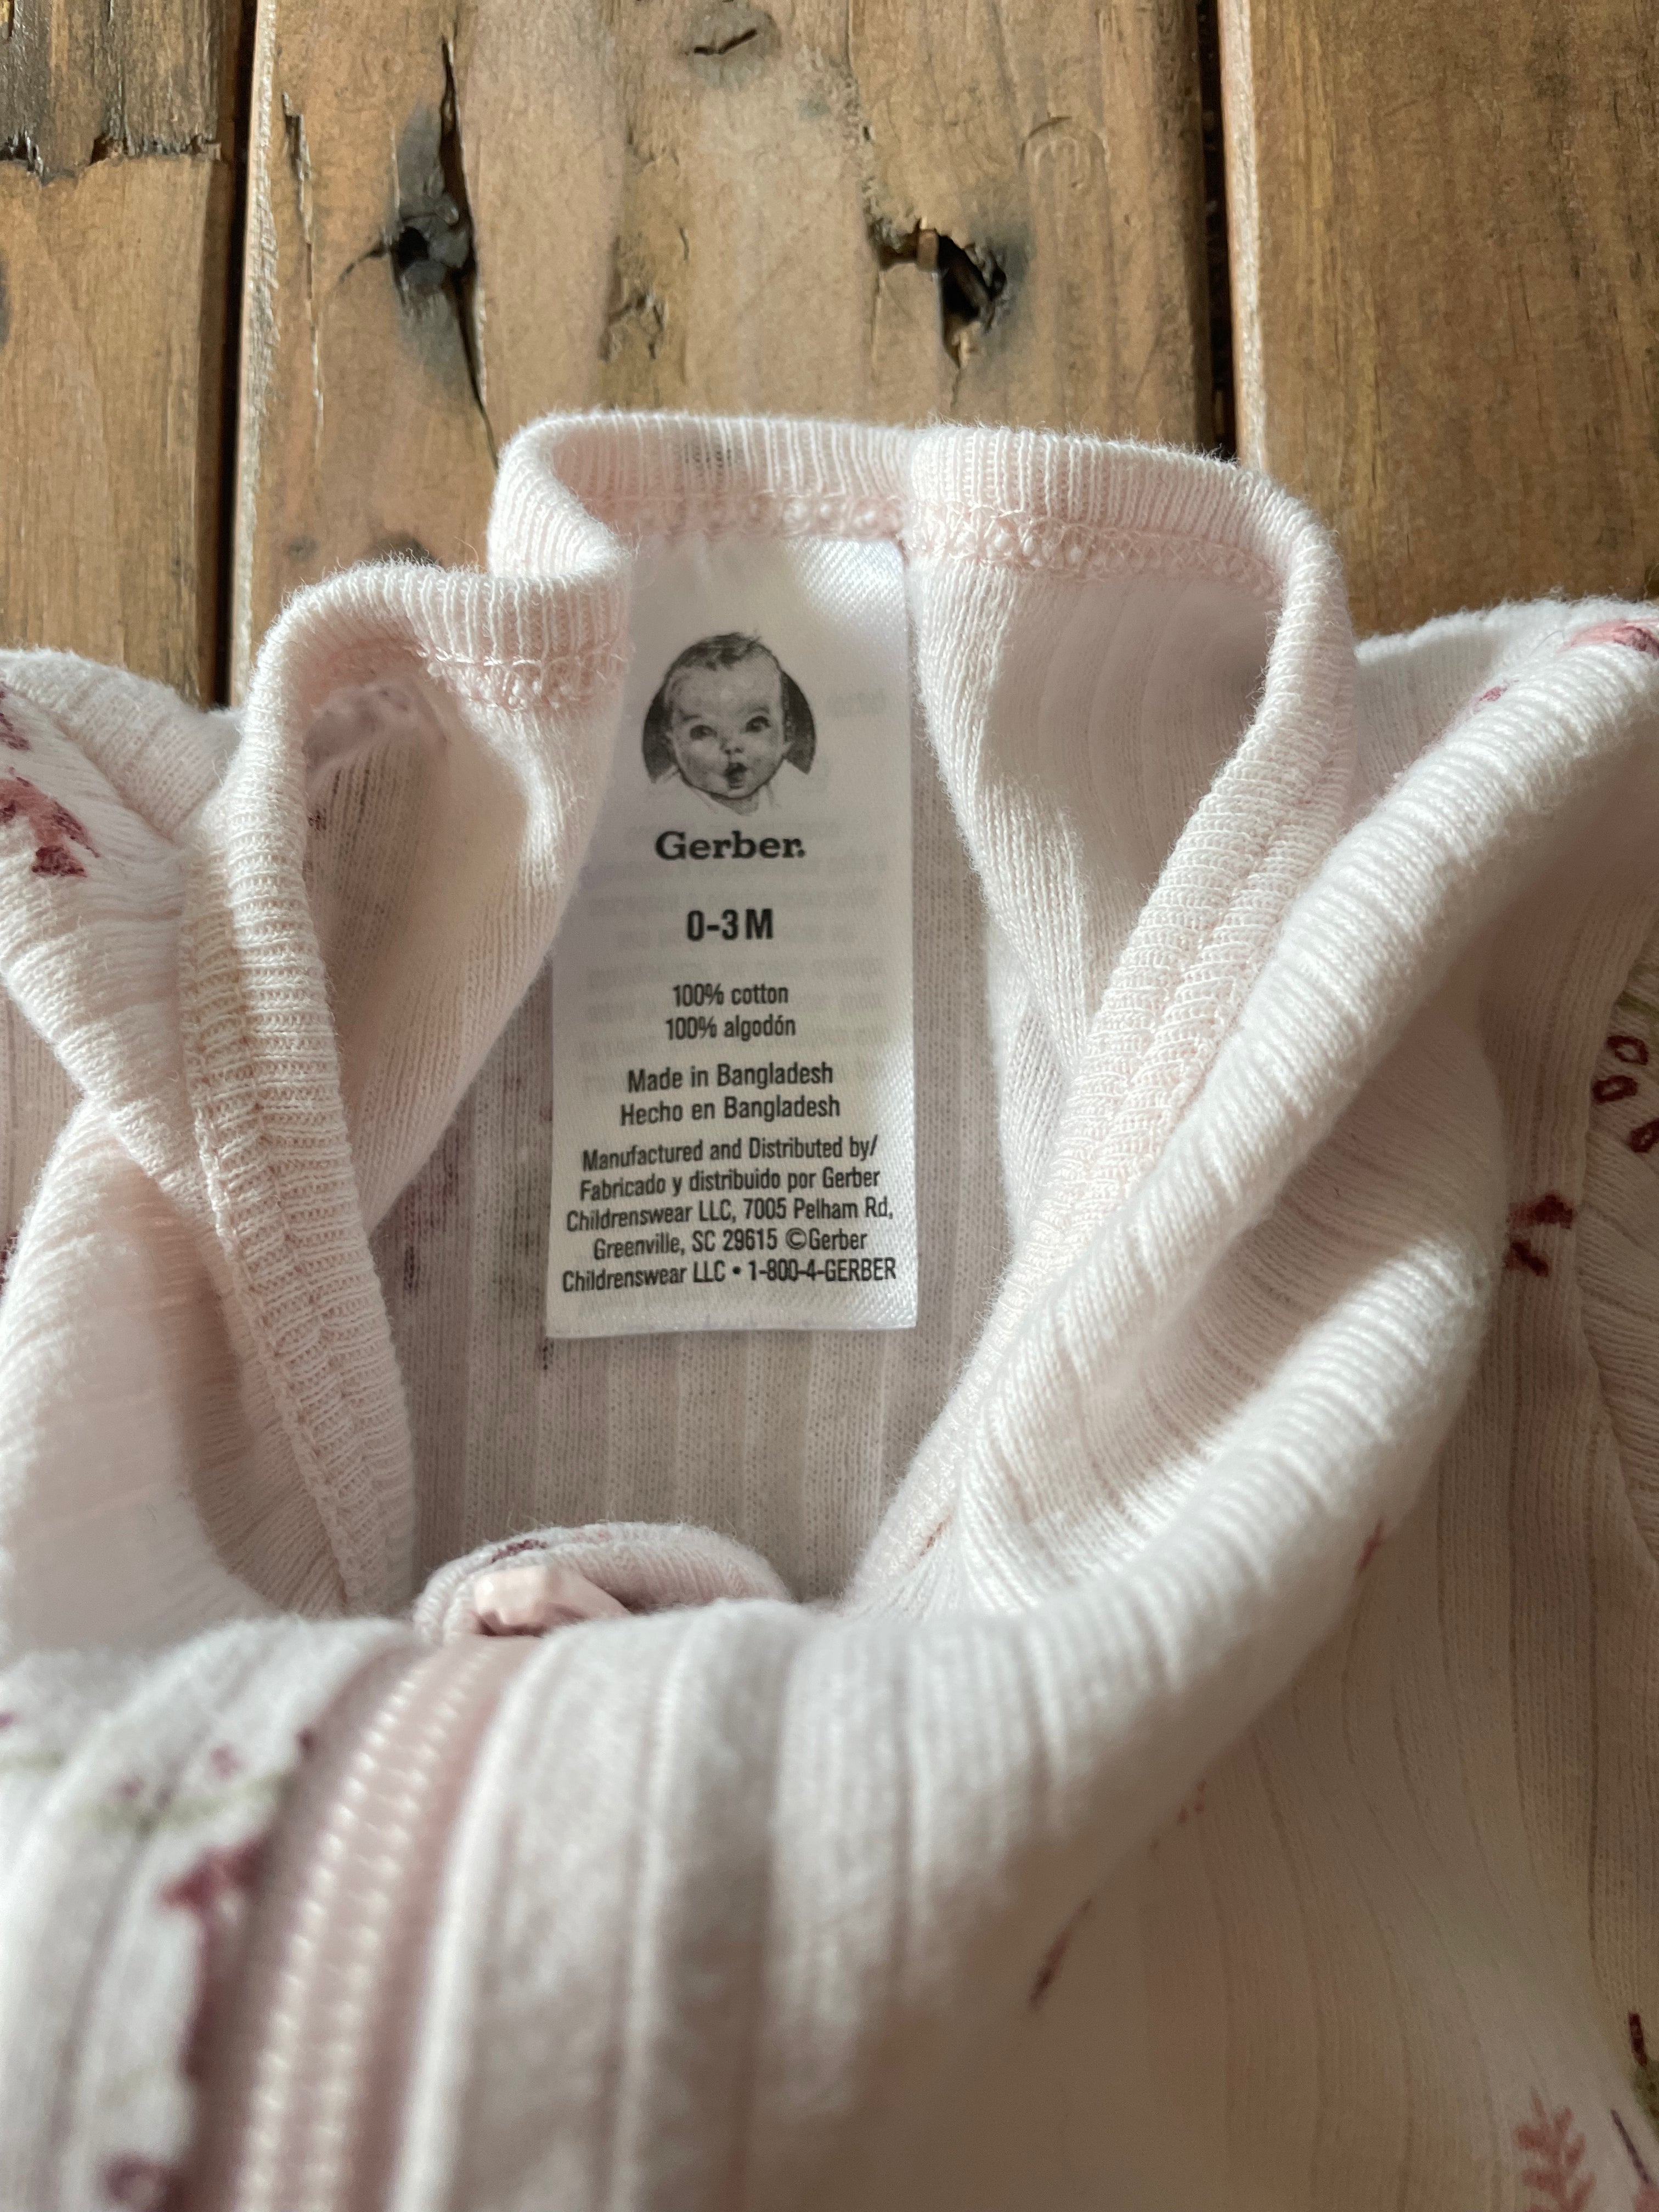 Gerber.
0-3 M
100% cotton
100% algodón
Made in Bangladesh
Hecho en Bangladesh
Manufactured and Distributed by/
Fabricado y distribuido por Gerber
Childrenswear LLC, 7005 Pelham Rd,
Greenville, SC 29615 ©Gerber
Childrenswear LLC • 1-800-4-GERBER